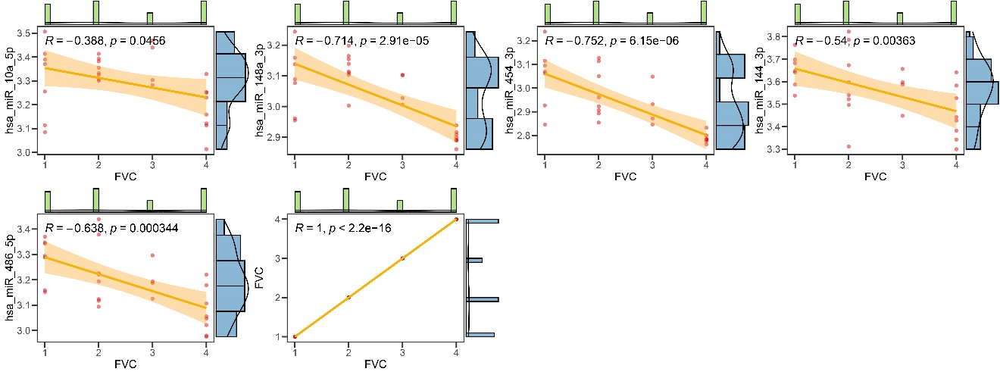 R = −0.388, p = 0.0456
3.5
3.4
3.3
3.2
3.1
3.0
hsa_miR_10a_5p
1 2 3 4
FVC
R = −0.714, p = 2.91e−05
3.2
3.1
3.0
2.9
hsa_miR_148a_3p
1 2 3 4
FVC
R = −0.752, p = 6.15e−06
3.2
3.1
3.0
2.9
2.8
hsa_miR_454_3p
1 2 3 4
FVC
R = −0.54, p = 0.00363
3.8
3.7
3.6
3.5
3.4
3.3
hsa_miR_144_3p
1 2 3 4
FVC
R = −0.638, p = 0.000344
3.4
3.3
3.2
3.1
3.0
hsa_miR_486_5p
1 2 3 4
FVC
R = 1, p < 2.2e−16
4
3
2
1
FVC
1 2 3 4
FVC